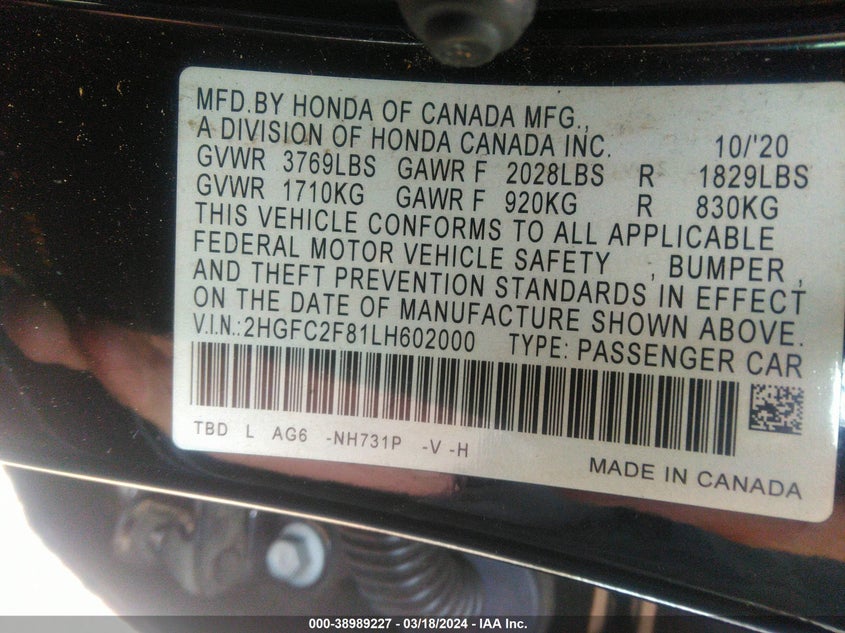 MFD.BY HONDA OF CANADA MFG.,
A DIVISION OF HONDA CANADA INC. 10/'20
GVWR 3769LBS GAWR F 2028LBS R 1829LBS
GVWR 1710KG GAWR F 920KG R 830KG
THIS VEHICLE CONFORMS TO ALL APPLICABLE
FEDERAL MOTOR VEHICLE SAFETY , BUMPER ,
AND THEFT PREVENTION STANDARDS IN EFFECT
ON THE DATE OF MANUFACTURE SHOWN ABOVE.
V.I.N.:2HGFC2F81LH602000 TYPE: PASSENGER CAR
TBD L AG6 -NH731P -V -H
MADE IN CANADA
000-38989227 - 03/18/2024 - IAA Inc.